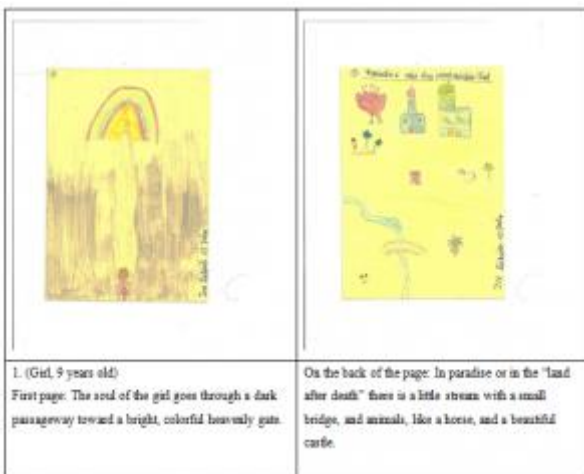 1. (Girl, 9 years old)
First page: The soul of the girl goes through a dark
passageway toward a bright, colorful heavenly gate.
On the back of the page: In paradise or in the "land
after death" there is a little stream with a small
bridge, and animals, like a horse, and a beautiful
castle.